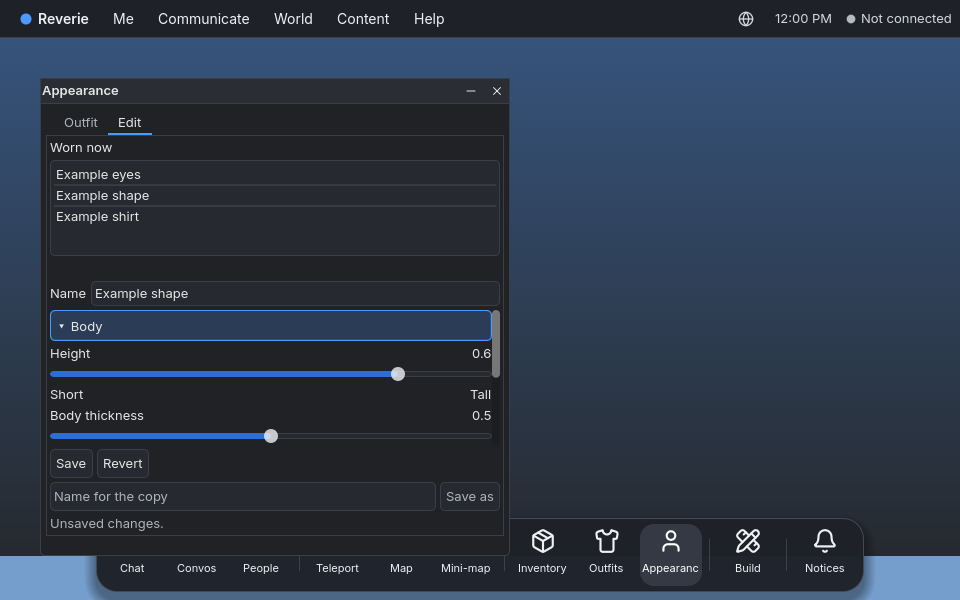 Reverie Me Communicate World Content Help 12:00 PM Not connected
Appearance
Outfit Edit
Worn now
Example eyes
Example shape
Example shirt
Name Example shape
Body
Height 0.6
Short Tall
Body thickness 0.5
Save Revert
Name for the copy Save as
Unsaved changes.
Chat Convos People Teleport Map Mini-map Inventory Outfits Appearanc Build Notices